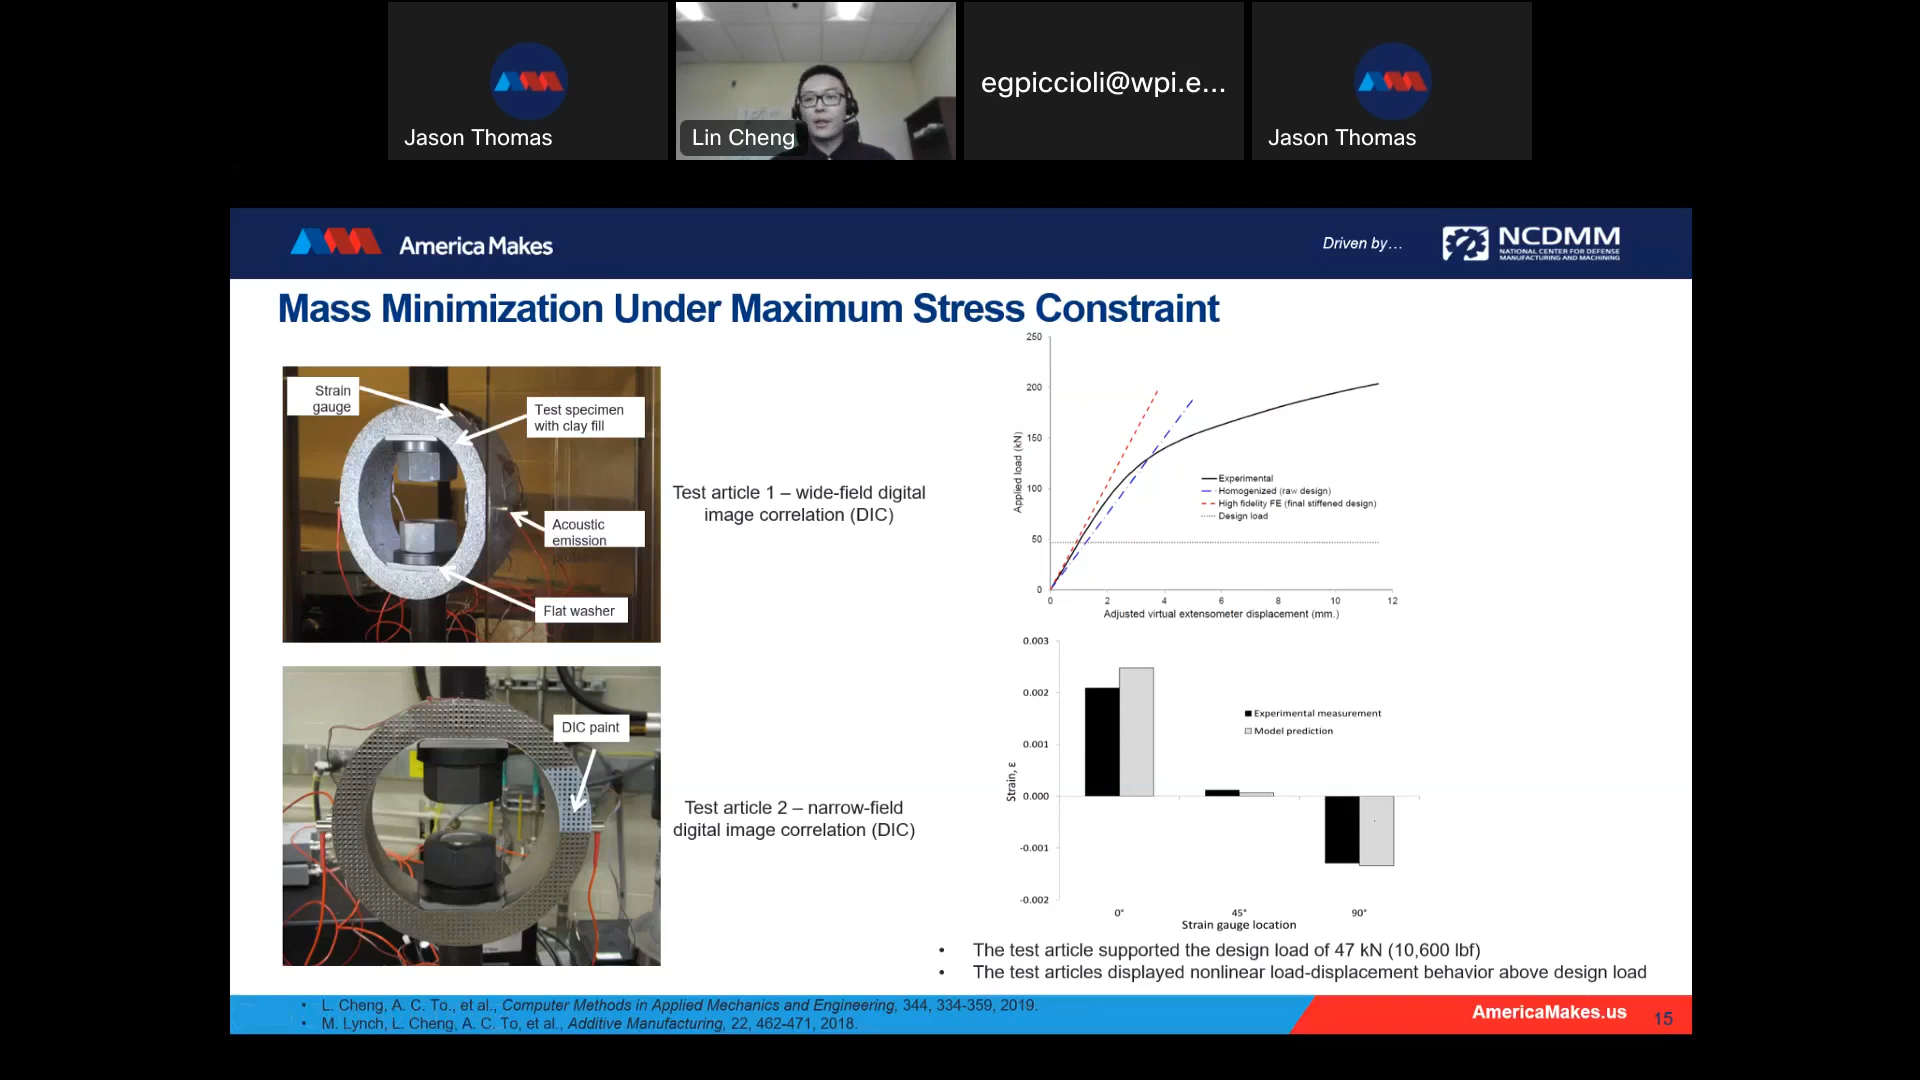 Jason Thomas
Lin Cheng
egpiccioli@wpi.e...
Jason Thomas
America Makes
Driven by...
NCDMM
NATIONAL CENTER FOR DEFENSE
MANUFACTURING AND MACHINING
Mass Minimization Under Maximum Stress Constraint
Strain
gauge
Test specimen
with clay fill
Acoustic
emission
probe
Flat washer
Test article 1 – wide-field digital
image correlation (DIC)
DIC paint
Test article 2 – narrow-field
digital image correlation (DIC)
250
200
150
100
50
0
Applied load (kN)
Experimental
Homogenized (raw design)
High fidelity FE (final stiffened design)
Design load
0 2 4 6 8 10 12
Adjusted virtual extensometer displacement (mm.)
0.003
0.002
0.001
0.000
-0.001
-0.002
Strain, ε
Experimental measurement
Model prediction
0° 45° 90°
Strain gauge location
• The test article supported the design load of 47 kN (10,600 lbf)
• The test articles displayed nonlinear load-displacement behavior above design load
• L. Cheng, A. C. To., et al., Computer Methods in Applied Mechanics and Engineering, 344, 334-359, 2019.
• M. Lynch, L. Cheng, A. C. To, et al., Additive Manufacturing, 22, 462-471, 2018.
AmericaMakes.us
15